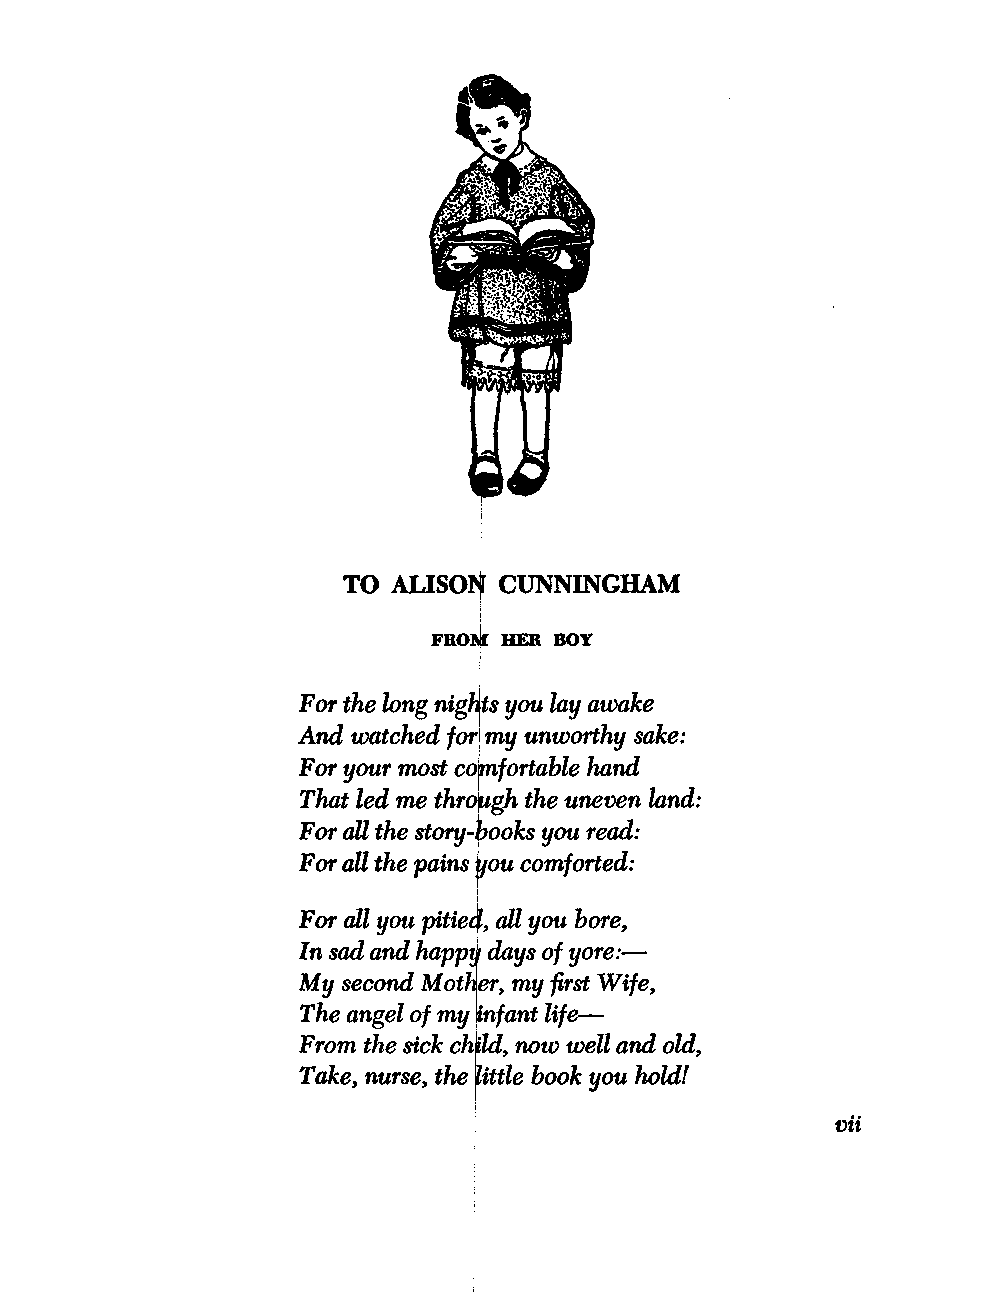 TO ALISON CUNNINGHAM
FROM HER BOY
For the long nights you lay awake
And watched for my unworthy sake:
For your most comfortable hand
That led me through the uneven land:
For all the story-books you read:
For all the pains you comforted:
For all you pitied, all you bore,
In sad and happy days of yore:—
My second Mother, my first Wife,
The angel of my infant life—
From the sick child, now well and old,
Take, nurse, the little book you hold!
vii